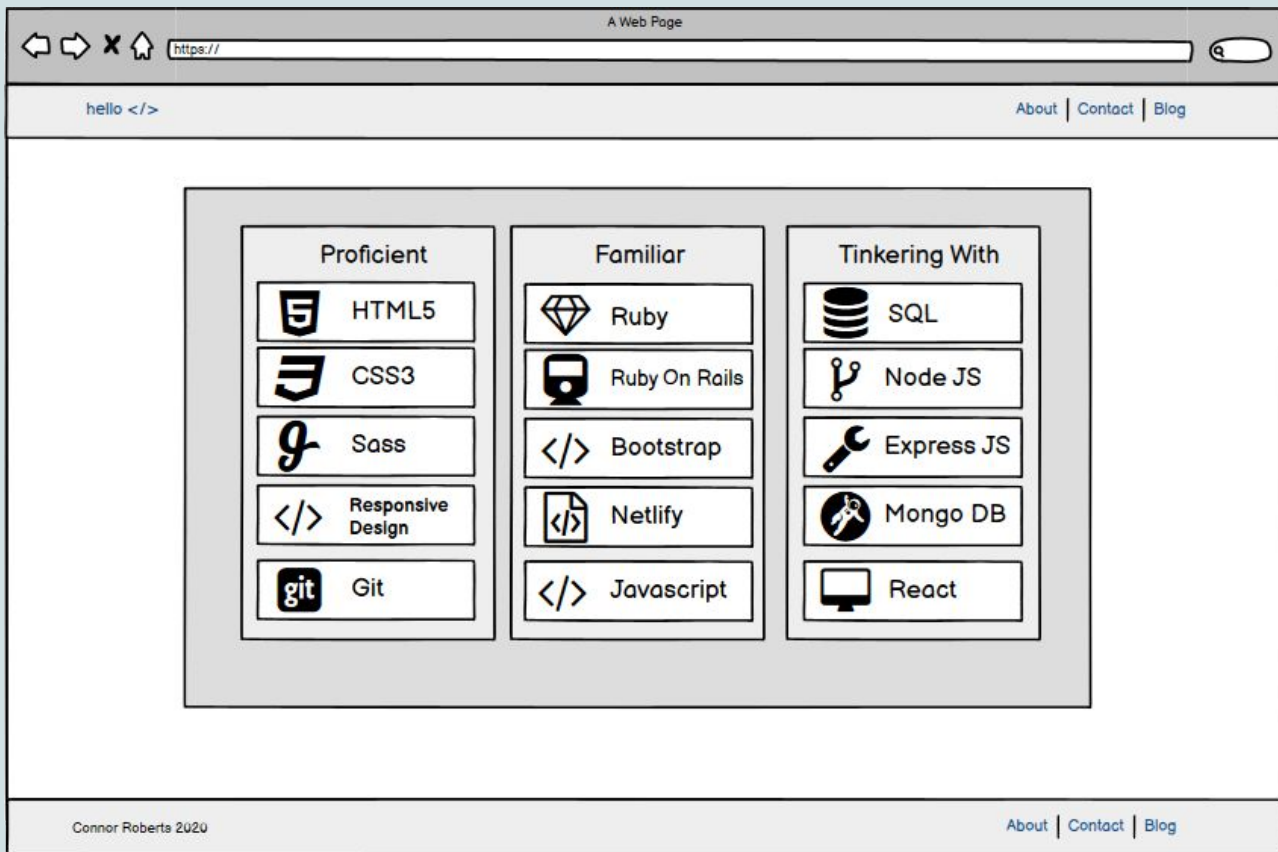 A Web Page
https://
hello </>
About | Contact | Blog
Proficient
5 HTML5
CSS3
Sass
</> Responsive
Design
git Git
Familiar
Ruby
Ruby On Rails
</> Bootstrap
</> Netlify
</> Javascript
Tinkering With
SQL
Node JS
Express JS
Mongo DB
React
Connor Roberts 2020
About | Contact | Blog